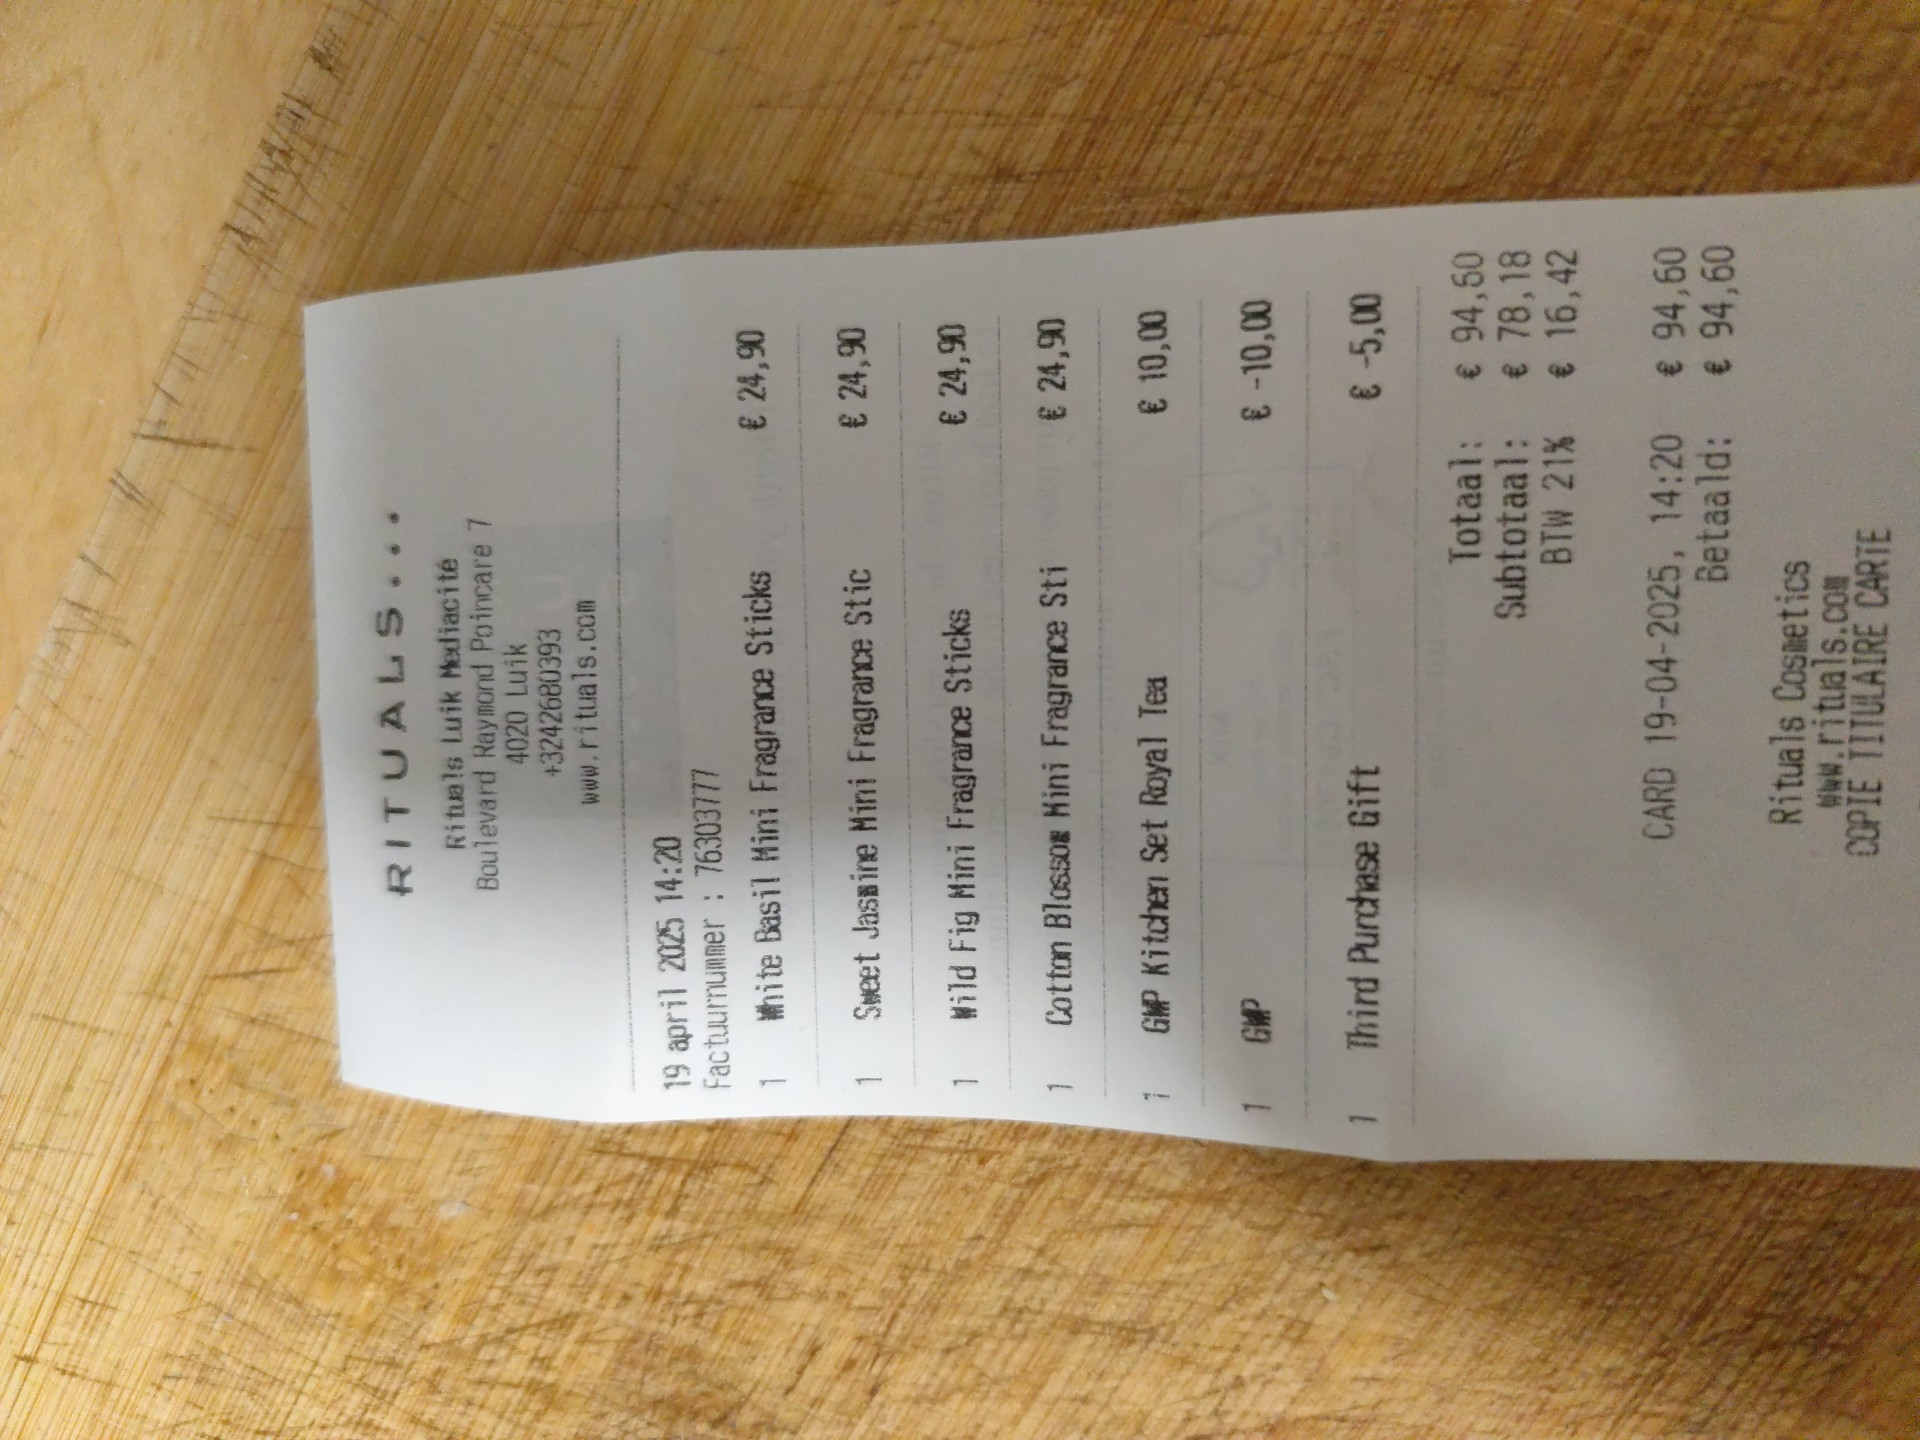 RITUALS...
Rituals Luik Mediacité
Boulevard Raymond Poincare 7
4020 Luik
+3242680393
www.rituals.com
19 april 2025 14:20
Factuurnummer : 76303777
1 White Basil Mini Fragrance Sticks € 24,90
1 Sweet Jasmine Mini Fragrance Stic € 24,90
1 Wild Fig Mini Fragrance Sticks € 24,90
1 Cotton Blossom Mini Fragrance Sti € 24,90
1 GWP Kitchen Set Royal Tea € 10,00
1 GWP € -10,00
1 Third Purchase Gift € -5,00
Totaal: € 94,60
Subtotaal: € 78,18
BTW 21% € 16,42
CARD 19-04-2025, 14:20 € 94,60
Betaald: € 94,60
Rituals Cosmetics
www.rituals.com
COPIE TITULAIRE CARTE